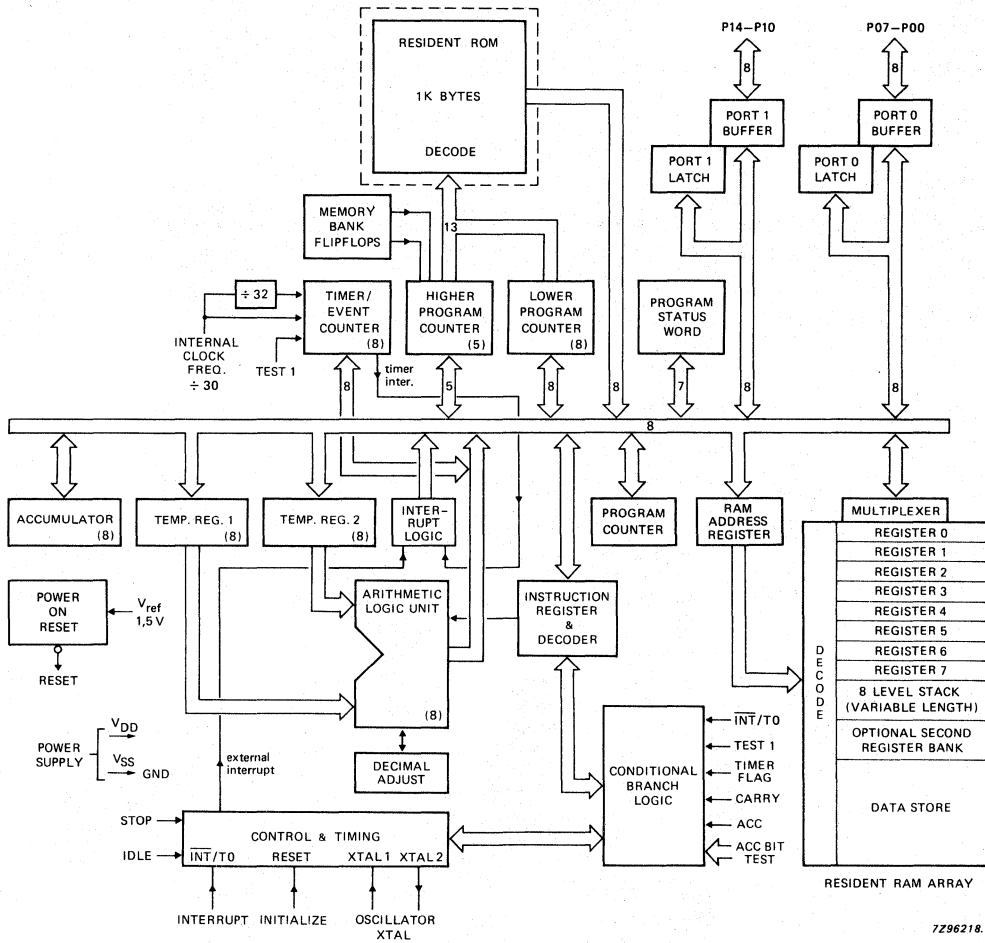 P14–P10
P07–P00
8
8
RESIDENT ROM
1K BYTES
DECODE
PORT 1
BUFFER
PORT 0
BUFFER
PORT 1
LATCH
PORT 0
LATCH
MEMORY
BANK
FLIPFLOPS
13
÷ 32
TIMER/
EVENT
COUNTER
(8)
HIGHER
PROGRAM
COUNTER
(5)
LOWER
PROGRAM
COUNTER
(8)
PROGRAM
STATUS
WORD
INTERNAL
CLOCK
FREQ.
÷ 30
TEST 1
timer
inter.
8
5
8
8
7
8
8
8
ACCUMULATOR
(8)
TEMP. REG. 1
(8)
TEMP. REG. 2
(8)
INTER–
RUPT
LOGIC
PROGRAM
COUNTER
RAM
ADDRESS
REGISTER
MULTIPLEXER
REGISTER 0
REGISTER 1
REGISTER 2
REGISTER 3
REGISTER 4
REGISTER 5
REGISTER 6
REGISTER 7
8 LEVEL STACK
(VARIABLE LENGTH)
OPTIONAL SECOND
REGISTER BANK
DATA STORE
DECODE
RESIDENT RAM ARRAY
POWER
ON
RESET
Vref
1,5 V
RESET
ARITHMETIC
LOGIC UNIT
(8)
INSTRUCTION
REGISTER
&
DECODER
DECIMAL
ADJUST
POWER
SUPPLY
VDD
VSS
GND
external
interrupt
CONDITIONAL
BRANCH
LOGIC
INT/T0
TEST 1
TIMER
FLAG
CARRY
ACC
ACC BIT
TEST
STOP
IDLE
CONTROL & TIMING
INT/T0
RESET
XTAL 1
XTAL 2
INTERRUPT
INITIALIZE
OSCILLATOR
XTAL
7Z96218.